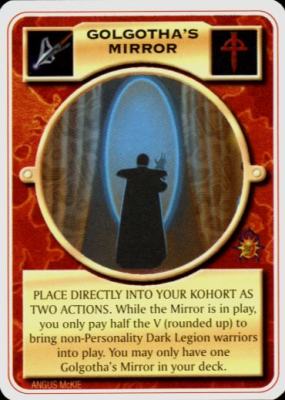 GOLGOTHA'S
MIRROR
PLACE DIRECTLY INTO YOUR KOHORT AS
TWO ACTIONS. While the Mirror is in play,
you only pay half the V (rounded up) to
bring non-Personality Dark Legion warriors
into play. You may only have one
Golgotha's Mirror in your deck.
ANGUS McKIE